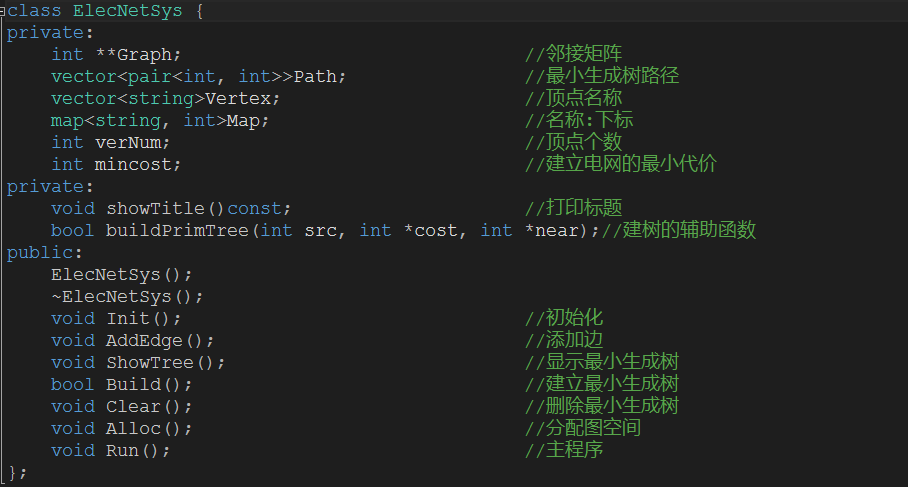 class ElecNetSys {
private:
    int **Graph;                               //邻接矩阵
    vector<pair<int, int>>Path;                //最小生成树路径
    vector<string>Vertex;                      //顶点名称
    map<string, int>Map;                       //名称:下标
    int verNum;                                //顶点个数
    int mincost;                               //建立电网的最小代价
private:
    void showTitle()const;                     //打印标题
    bool buildPrimTree(int src, int *cost, int *near);//建树的辅助函数
public:
    ElecNetSys();
    ~ElecNetSys();
    void Init();                               //初始化
    void AddEdge();                            //添加边
    void ShowTree();                           //显示最小生成树
    bool Build();                              //建立最小生成树
    void Clear();                              //删除最小生成树
    void Alloc();                              //分配图空间
    void Run();                                //主程序
};